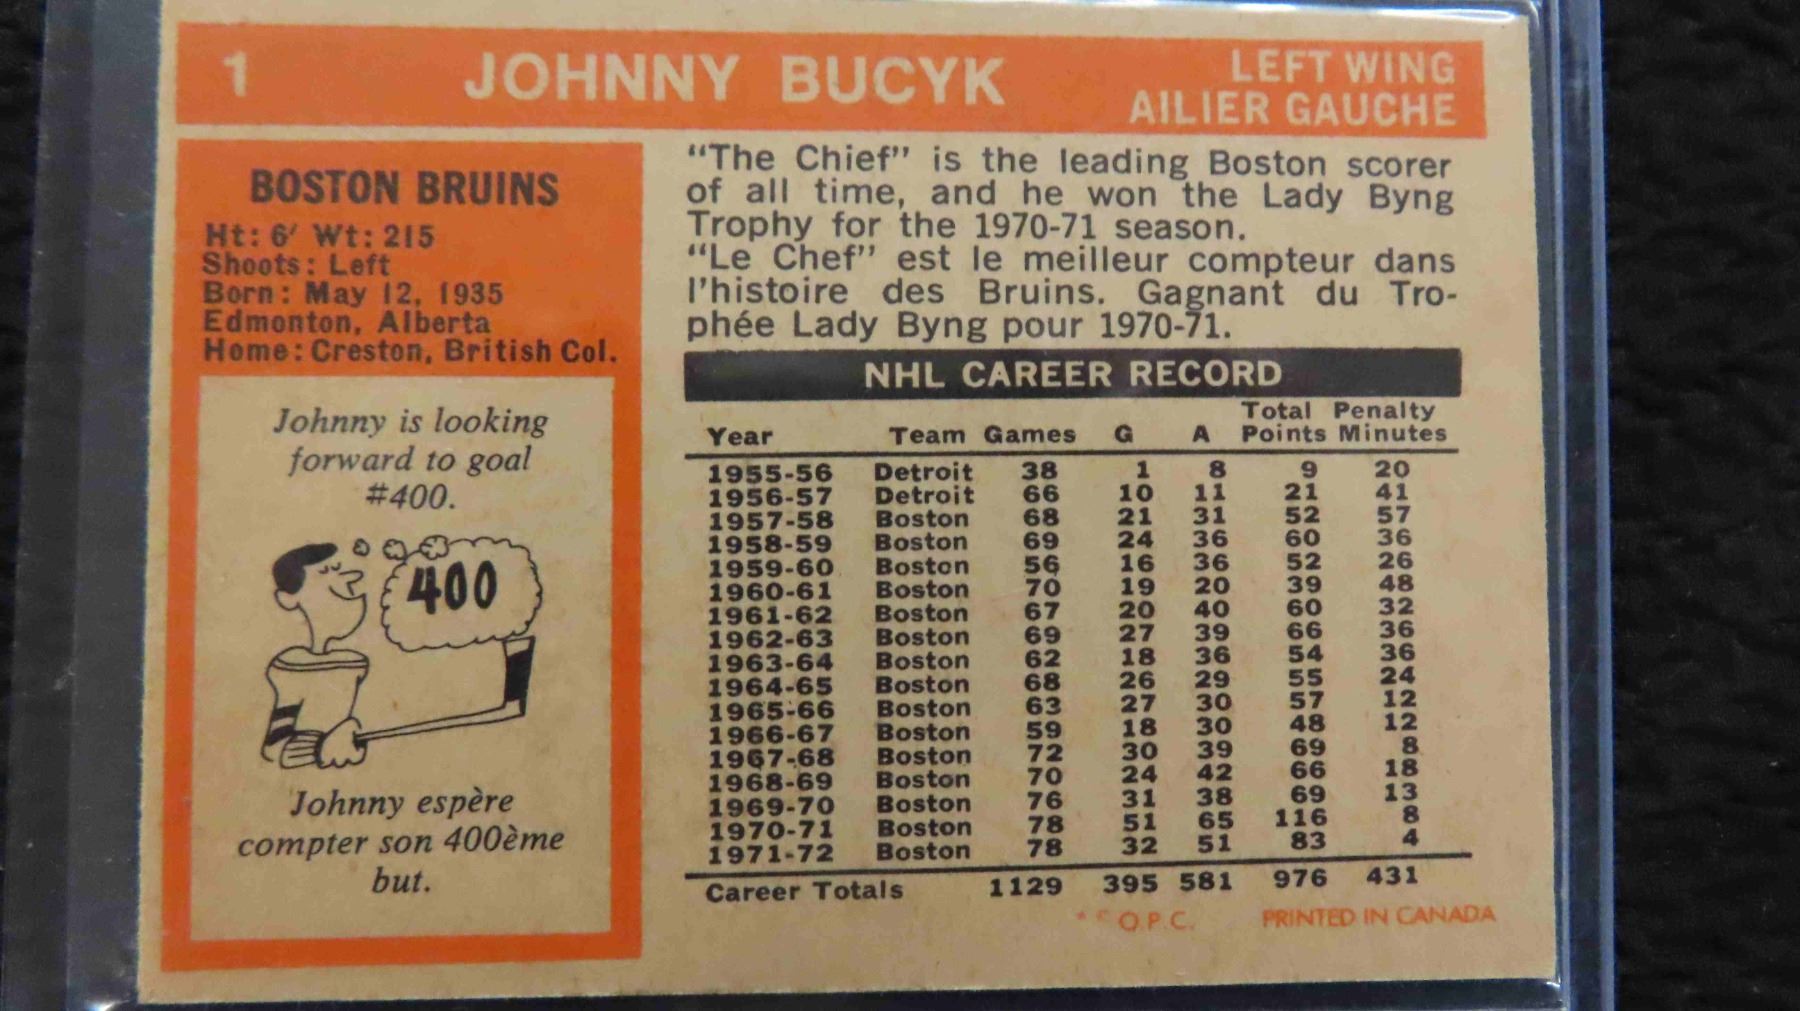 1 JOHNNY BUCYK LEFT WING
AILIER GAUCHE
BOSTON BRUINS
Ht: 6' Wt: 215
Shoots: Left
Born: May 12, 1935
Edmonton, Alberta
Home: Creston, British Col.
Johnny is looking
forward to goal
#400.
400
Johnny espère
compter son 400ème
but.
"The Chief" is the leading Boston scorer
of all time, and he won the Lady Byng
Trophy for the 1970-71 season.
"Le Chef" est le meilleur compteur dans
l'histoire des Bruins. Gagnant du Tro-
phée Lady Byng pour 1970-71.
NHL CAREER RECORD
Total Penalty
Year Team Games G A Points Minutes
1955-56 Detroit 38 1 8 9 20
1956-57 Detroit 66 10 11 21 41
1957-58 Boston 68 21 31 52 57
1958-59 Boston 69 24 36 60 36
1959-60 Boston 56 16 36 52 26
1960-61 Boston 70 19 20 39 48
1961-62 Boston 67 20 40 60 32
1962-63 Boston 69 27 39 66 36
1963-64 Boston 62 18 36 54 36
1964-65 Boston 68 26 29 55 24
1965-66 Boston 63 27 30 57 12
1966-67 Boston 59 18 30 48 12
1967-68 Boston 72 30 39 69 8
1968-69 Boston 70 24 42 66 18
1969-70 Boston 76 31 38 69 13
1970-71 Boston 78 51 65 116 8
1971-72 Boston 78 32 51 83 4
Career Totals 1129 395 581 976 431
O.P.C. PRINTED IN CANADA